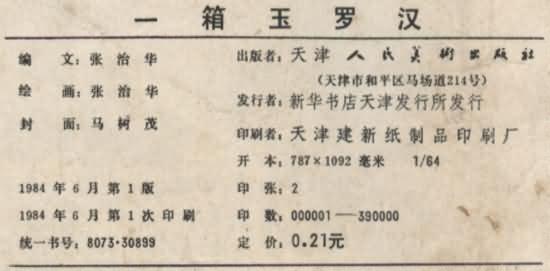 一箱玉罗汉
编 文：张治华
绘 画：张治华
封 面：马树茂
1984年6月第1版
1984年6月第1次印刷
统一书号：8073·30899
出版者：天津人民美術出版社
（天津市和平区马场道214号）
发行者：新华书店天津发行所发行
印刷者：天津建新纸制品印刷厂
开 本：787×1092 毫米 1/64
印 张：2
印 数：000001—390000
定 价：0.21元